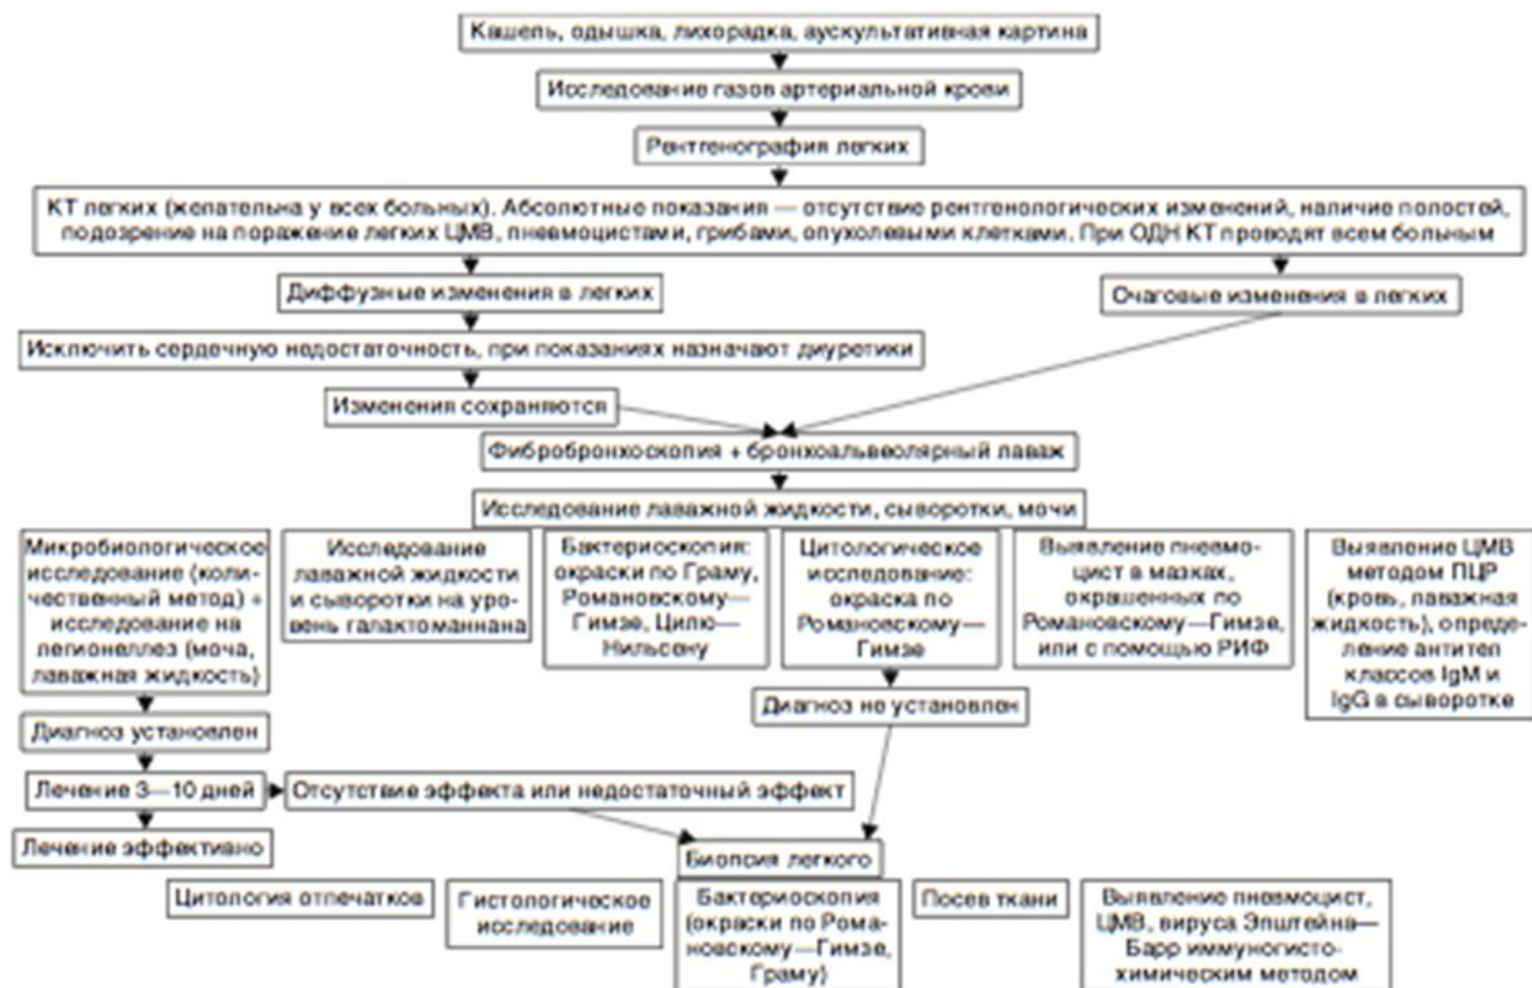 Кашель, одышка, лихорадка, аускультативная картина
Исследование газов артериальной крови
Рентгенография легких
КТ легких (желательна у всех больных). Абсолютные показания — отсутствие рентгенологических изменений, наличие полостей,
подозрение на поражение легких ЦМВ, пневмоцистами, грибами, опухолевыми клетками. При ОДН КТ проводят всем больным
Диффузные изменения в легких
Очаговые изменения в легких
Исключить сердечную недостаточность, при показаниях назначают диуретики
Изменения сохраняются
Фибробронхоскопия + бронхоальвеолярный лаваж
Исследование лаважной жидкости, сыворотки, мочи
Микробиологическое
исследование (коли-
чественный метод) +
исследование на
легионеллез (моча,
лаважная жидкость)
Исследование
лаважной жидкости
и сыворотки на уро-
вень галактоманнана
Бактериоскопия:
окраски по Граму,
Романовскому—
Гимзе, Цилю—
Нильсену
Цитологическое
исследование:
окраска по
Романовскому—
Гимзе
Выявление пневмо-
цист в мазках,
окрашенных по
Романовскому—Гимзе,
или с помощью РИФ
Выявление ЦМВ
методом ПЦР
(кровь, лаважная
жидкость), опреде-
ление антител
классов IgM и
IgG в сыворотке
Диагноз установлен
Диагноз не установлен
Лечение 3—10 дней
Отсутствие эффекта или недостаточный эффект
Лечение эффективно
Биопсия легкого
Цитология отпечатков
Гистологическое
исследование
Бактериоскопия
(окраски по Рома-
новскому—Гимзе,
Граму)
Посев ткани
Выявление пневмоцист,
ЦМВ, вируса Эпштейна—
Барр иммуногисто-
химическим методом